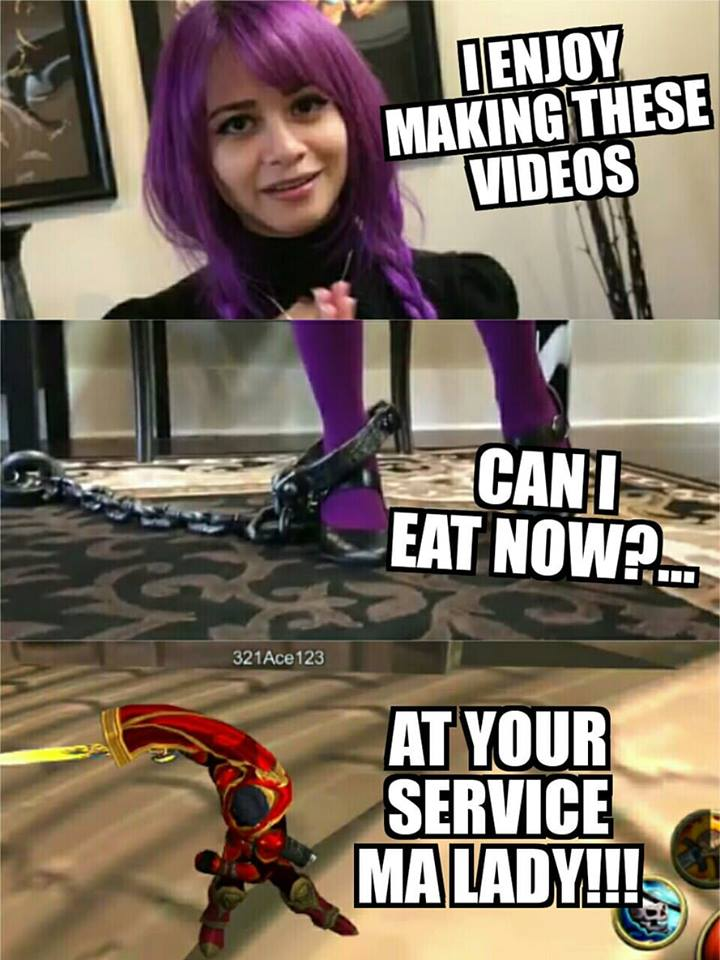 I ENJOY
MAKING THESE
VIDEOS
CAN I
EAT NOW?...
321Ace123
AT YOUR
SERVICE
MA LADY!!!